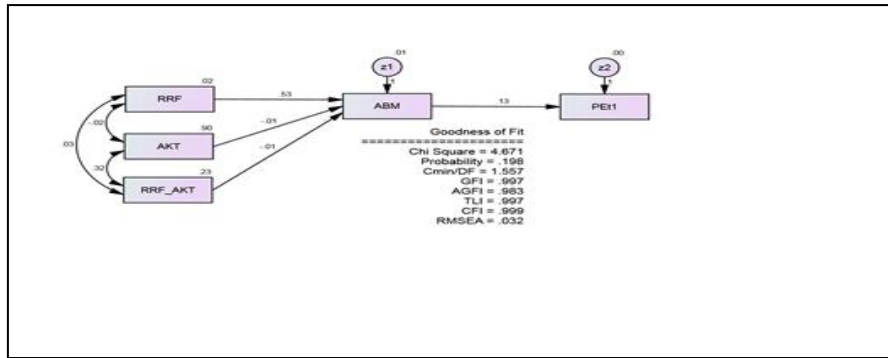 .01
z1
1
.00
z2
1
.02
RRF
.53
ABM
.13
PEt1
-.02
-.01
.03
.90
AKT
-.01
.32
.23
RRF_AKT
Goodness of Fit
=====================
Chi Square = 4.671
Probability = .198
Cmin/DF = 1.557
GFI = .997
AGFI = .983
TLI = .997
CFI = .999
RMSEA = .032